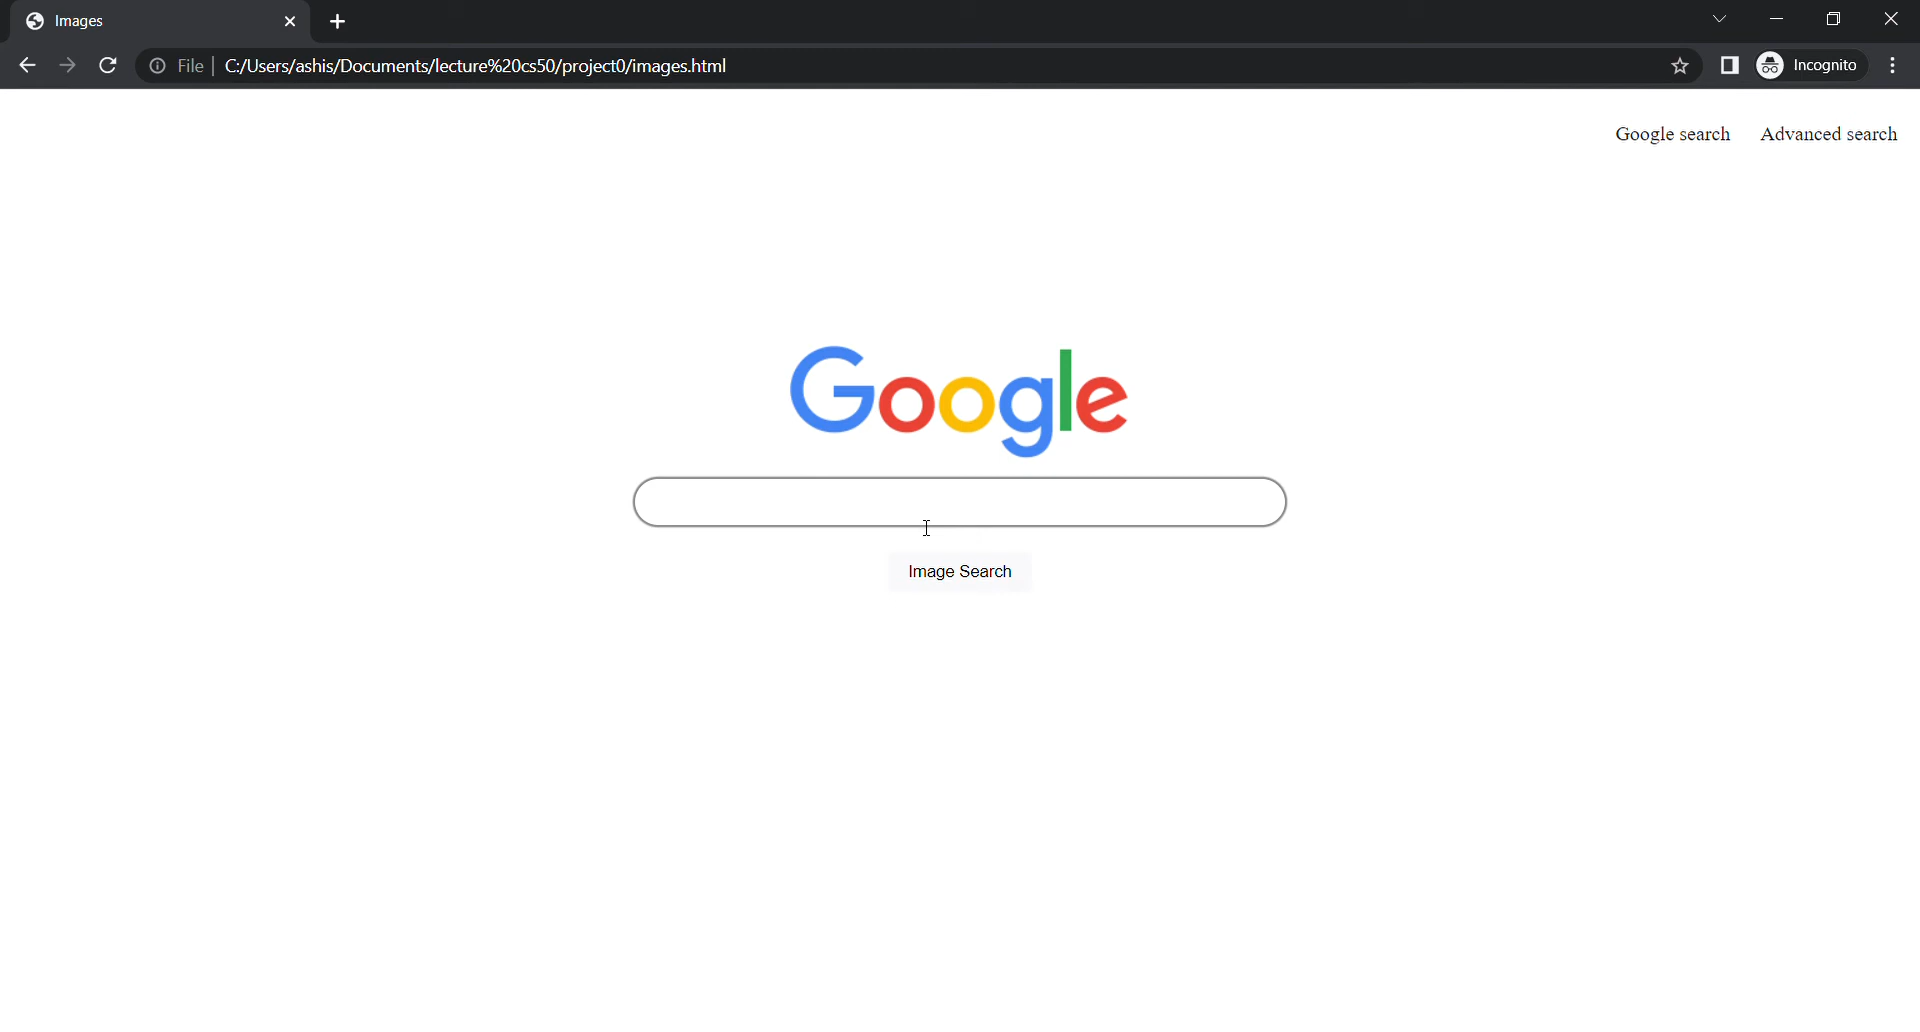 Images
File
C:/Users/ashis/Documents/lecture%20cs50/project0/images.html
Incognito
Google search
Advanced search
Google
Image Search